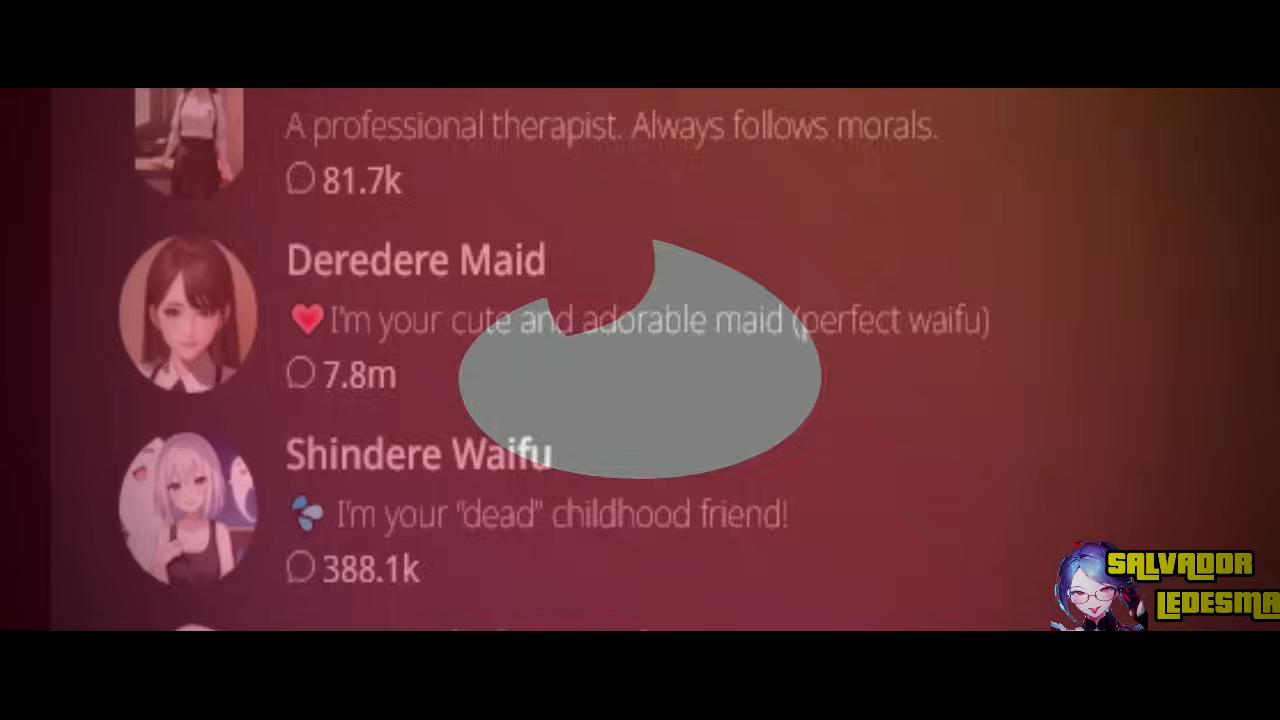 A professional therapist. Always follows morals.
81.7k
Deredere Maid
❤️ I'm your cute and adorable maid (perfect waifu)
7.8m
Shindere Waifu
💦 I'm your "dead" childhood friend!
388.1k
SALVADOR
LEDESMA